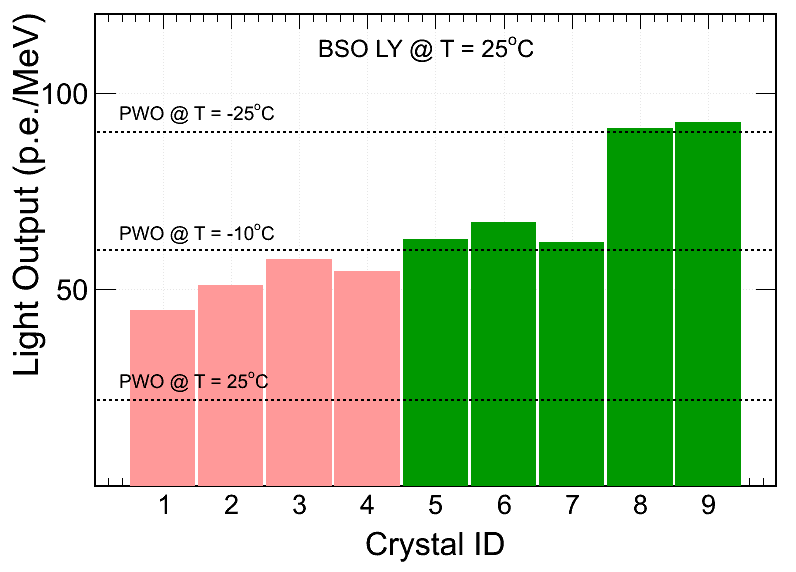 BSO LY @ T = 25°C
Light Output (p.e./MeV)
100
PWO @ T = -25°C
PWO @ T = -10°C
50
PWO @ T = 25°C
1 2 3 4 5 6 7 8 9
Crystal ID